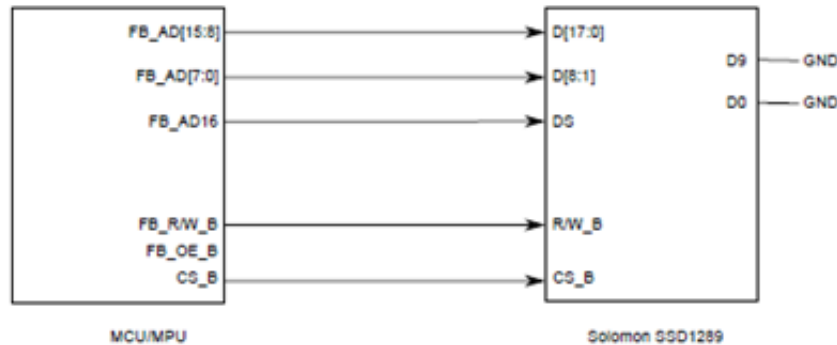 FB_AD[15:8]
FB_AD[7:0]
FB_AD16
FB_R/W_B
FB_OE_B
CS_B
MCU/MPU
D[17:0]
D[8:1]
DS
R/W_B
CS_B
D9
GND
D0
GND
Solomon SSD1289